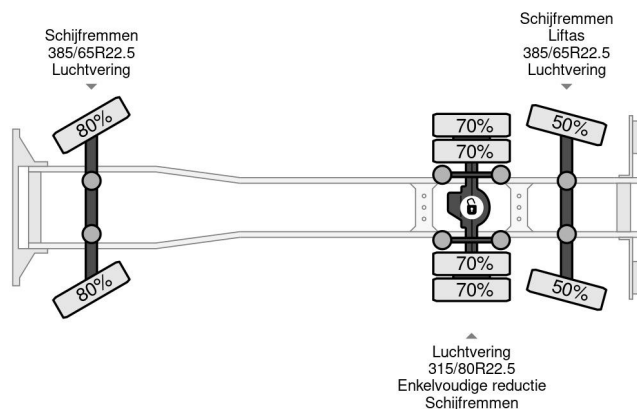 Schijfremmen
385/65R22.5
Luchtvering
Schijfremmen
Liftas
385/65R22.5
Luchtvering
80%
70%
70%
50%
80%
70%
70%
50%
Luchtvering
315/80R22.5
Enkelvoudige reductie
Schijfremmen